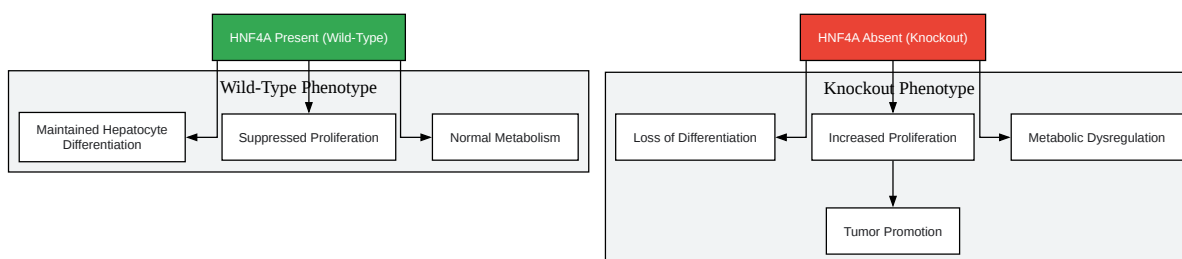 HNF4A Present (Wild-Type)
Wild-Type Phenotype
Maintained Hepatocyte
Differentiation
Suppressed Proliferation
Normal Metabolism
HNF4A Absent (Knockout)
Knockout Phenotype
Loss of Differentiation
Increased Proliferation
Metabolic Dysregulation
Tumor Promotion